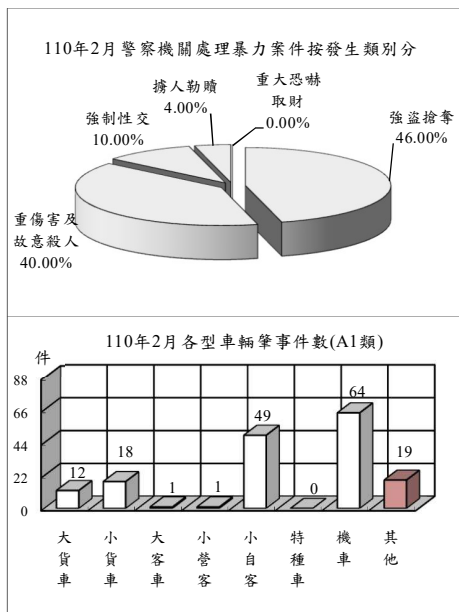 110年2月警察機關處理暴力案件按發生類別分
擄人勒贖
4.00%
重大恐嚇
取財
0.00%
強制性交
10.00%
強盜搶奪
46.00%
重傷害及
故意殺人
40.00%
110年2月各型車輛肇事件數(A1類)
件
88
66
44
22
0
12
18
1
1
49
0
64
19
大貨車
小貨車
大客車
小營客
小自客
特種車
機車
其他